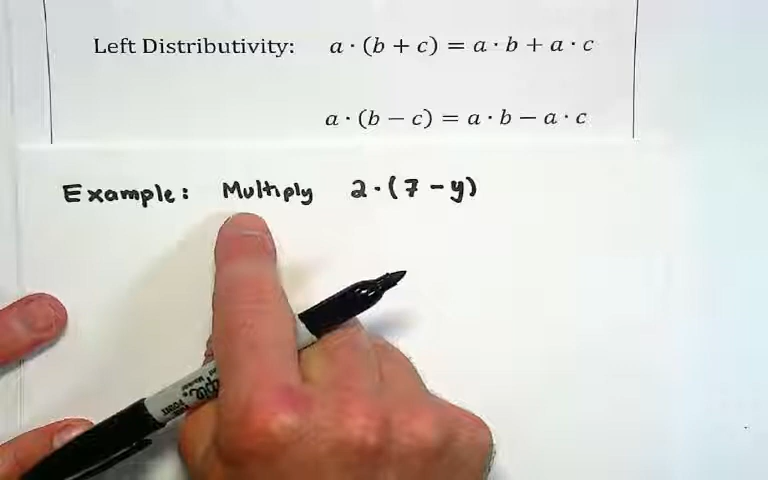 Left Distributivity: a · (b + c) = a · b + a · c
a · (b − c) = a · b − a · c
Example: Multiply 2 · (7 − y)